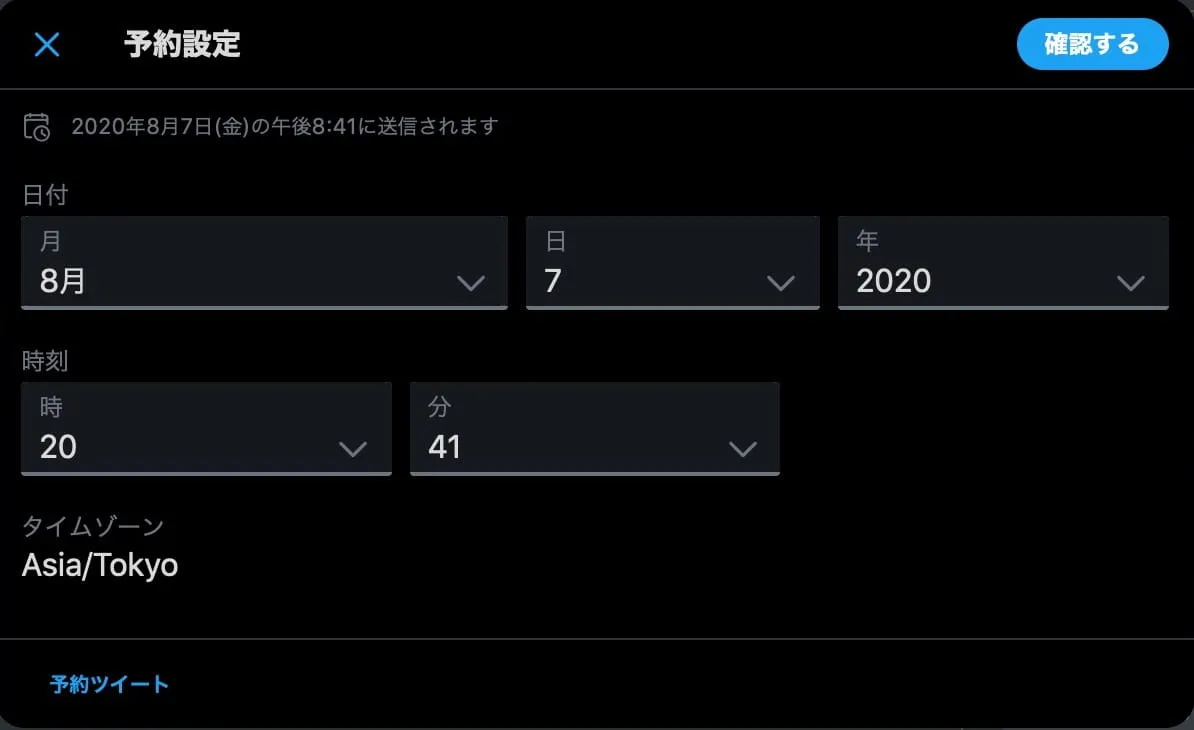 予約設定
確認する
2020年8月7日(金)の午後8:41に送信されます
日付
月 日 年
8月 7 2020
時刻
時 分
20 41
タイムゾーン
Asia/Tokyo
予約ツイート